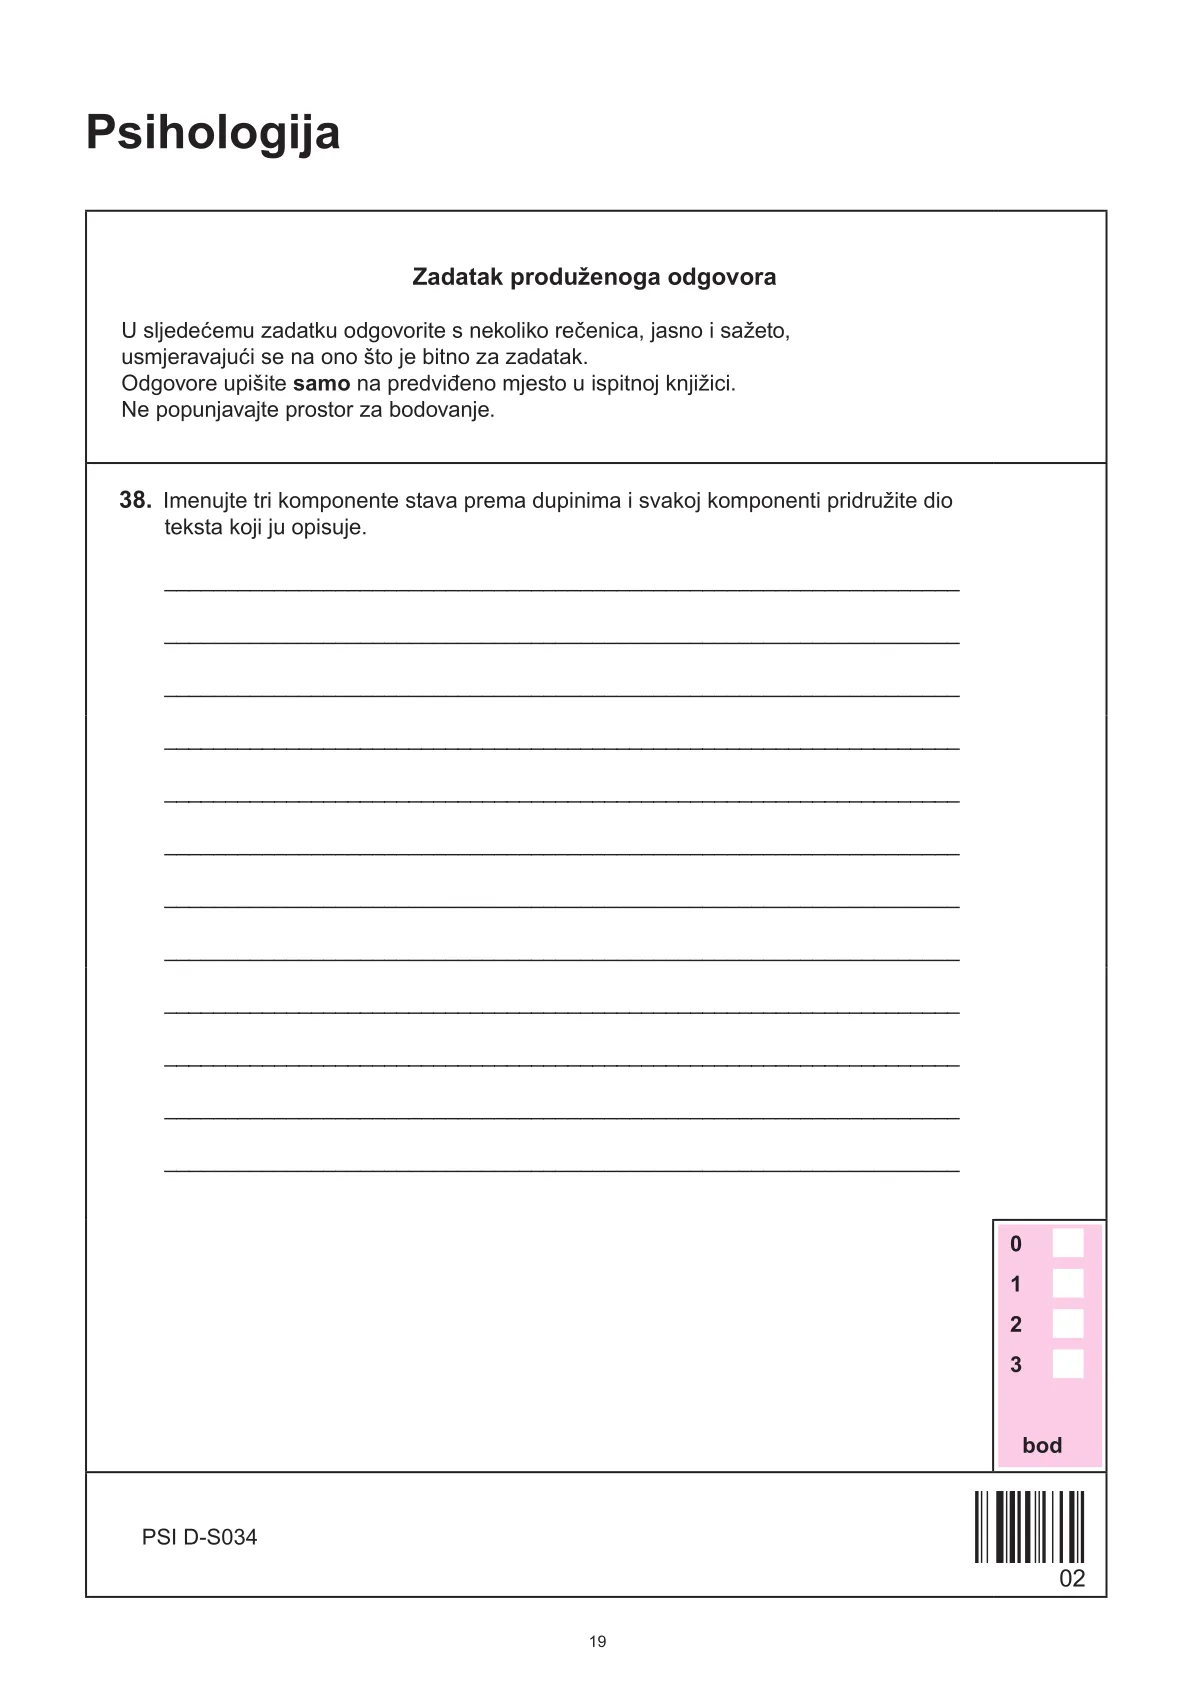 Psihologija
Zadatak produženoga odgovora
U sljedećemu zadatku odgovorite s nekoliko rečenica, jasno i sažeto,
usmjeravajući se na ono što je bitno za zadatak.
Odgovore upišite samo na predviđeno mjesto u ispitnoj knjižici.
Ne popunjavajte prostor za bodovanje.
38. Imenujte tri komponente stava prema dupinima i svakoj komponenti pridružite dio
teksta koji ju opisuje.
0
1
2
3
bod
PSI D-S034
02
19